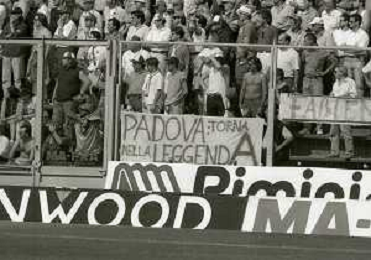 PADOVA: TORNA
NELLA LEGGENDA
Rimini
NWOOD MA-